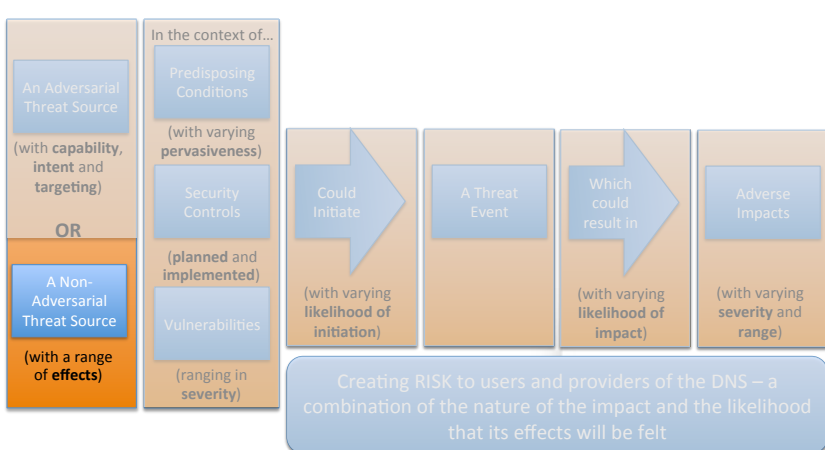 An Adversarial
Threat Source
(with capability,
intent and
targeting)
OR
A Non-
Adversarial
Threat Source
(with a range
of effects)
In the context of...
Predisposing
Conditions
(with varying
pervasiveness)
Security
Controls
(planned and
implemented)
Vulnerabilities
(ranging in
severity)
Could
Initiate
(with varying
likelihood of
initiation)
A Threat
Event
Which
could
result in
(with varying
likelihood of
impact)
Adverse
Impacts
(with varying
severity and
range)
Creating RISK to users and providers of the DNS – a
combination of the nature of the impact and the likelihood
that its effects will be felt